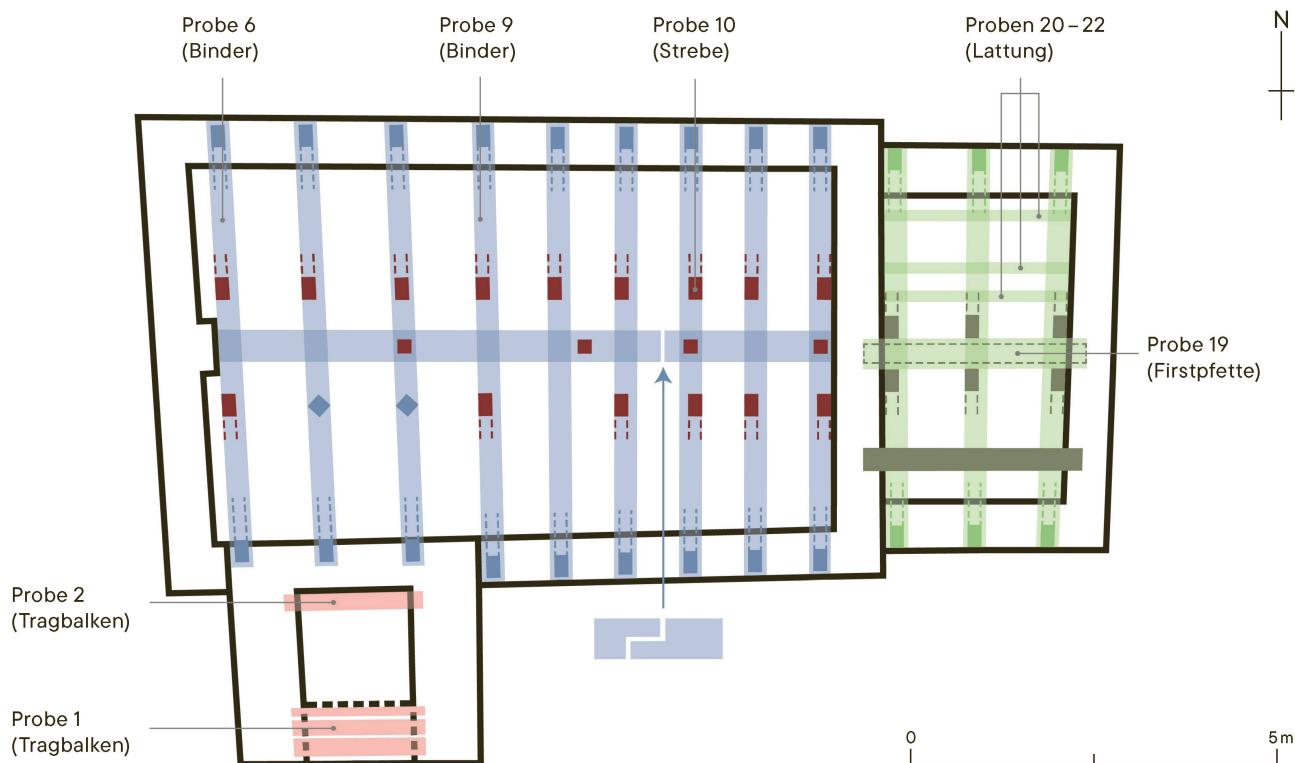 Probe 6
(Binder)
Probe 9
(Binder)
Probe 10
(Strebe)
Proben 20–22
(Lattung)
N
Probe 19
(Firstpfette)
Probe 2
(Tragbalken)
Probe 1
(Tragbalken)
0
5 m